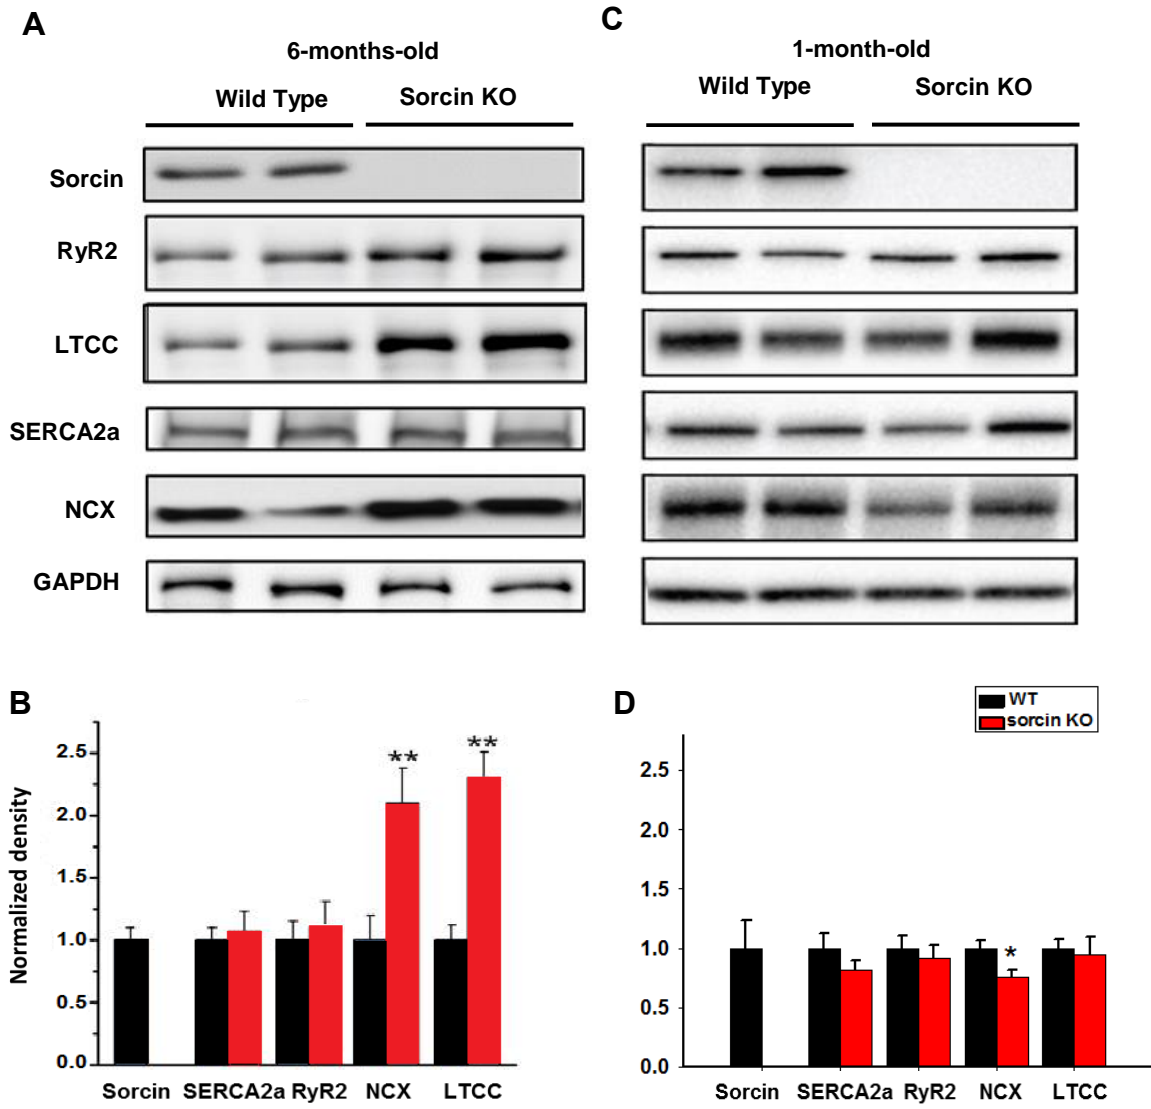 A
6-months-old
Wild Type Sorcin KO
Sorcin
RyR2
LTCC
SERCA2a
NCX
GAPDH
C
1-month-old
Wild Type Sorcin KO
B
Normalized density
2.5
2.0
1.5
1.0
0.5
0.0
** **
Sorcin SERCA2a RyR2 NCX LTCC
D
WT
sorcin KO
2.5
2.0
1.5
1.0
0.5
0.0
*
Sorcin SERCA2a RyR2 NCX LTCC